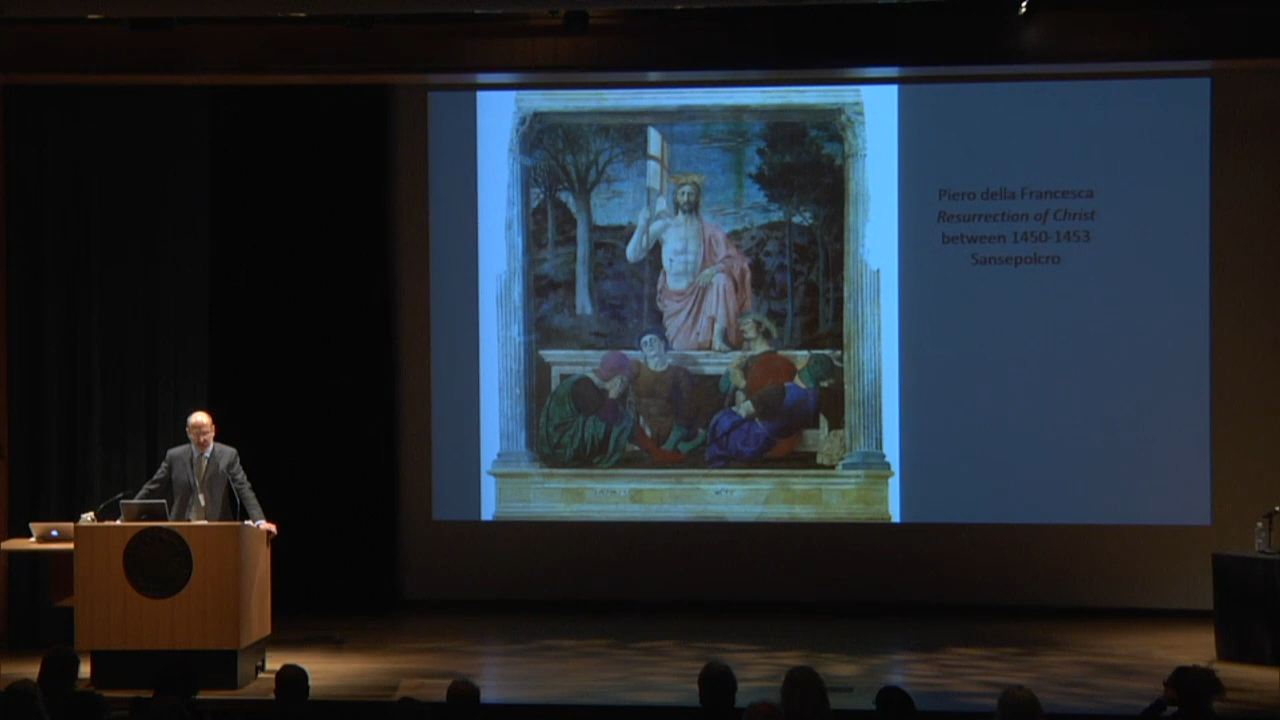 Piero della Francesca
Resurrection of Christ
between 1450-1453
Sansepolcro